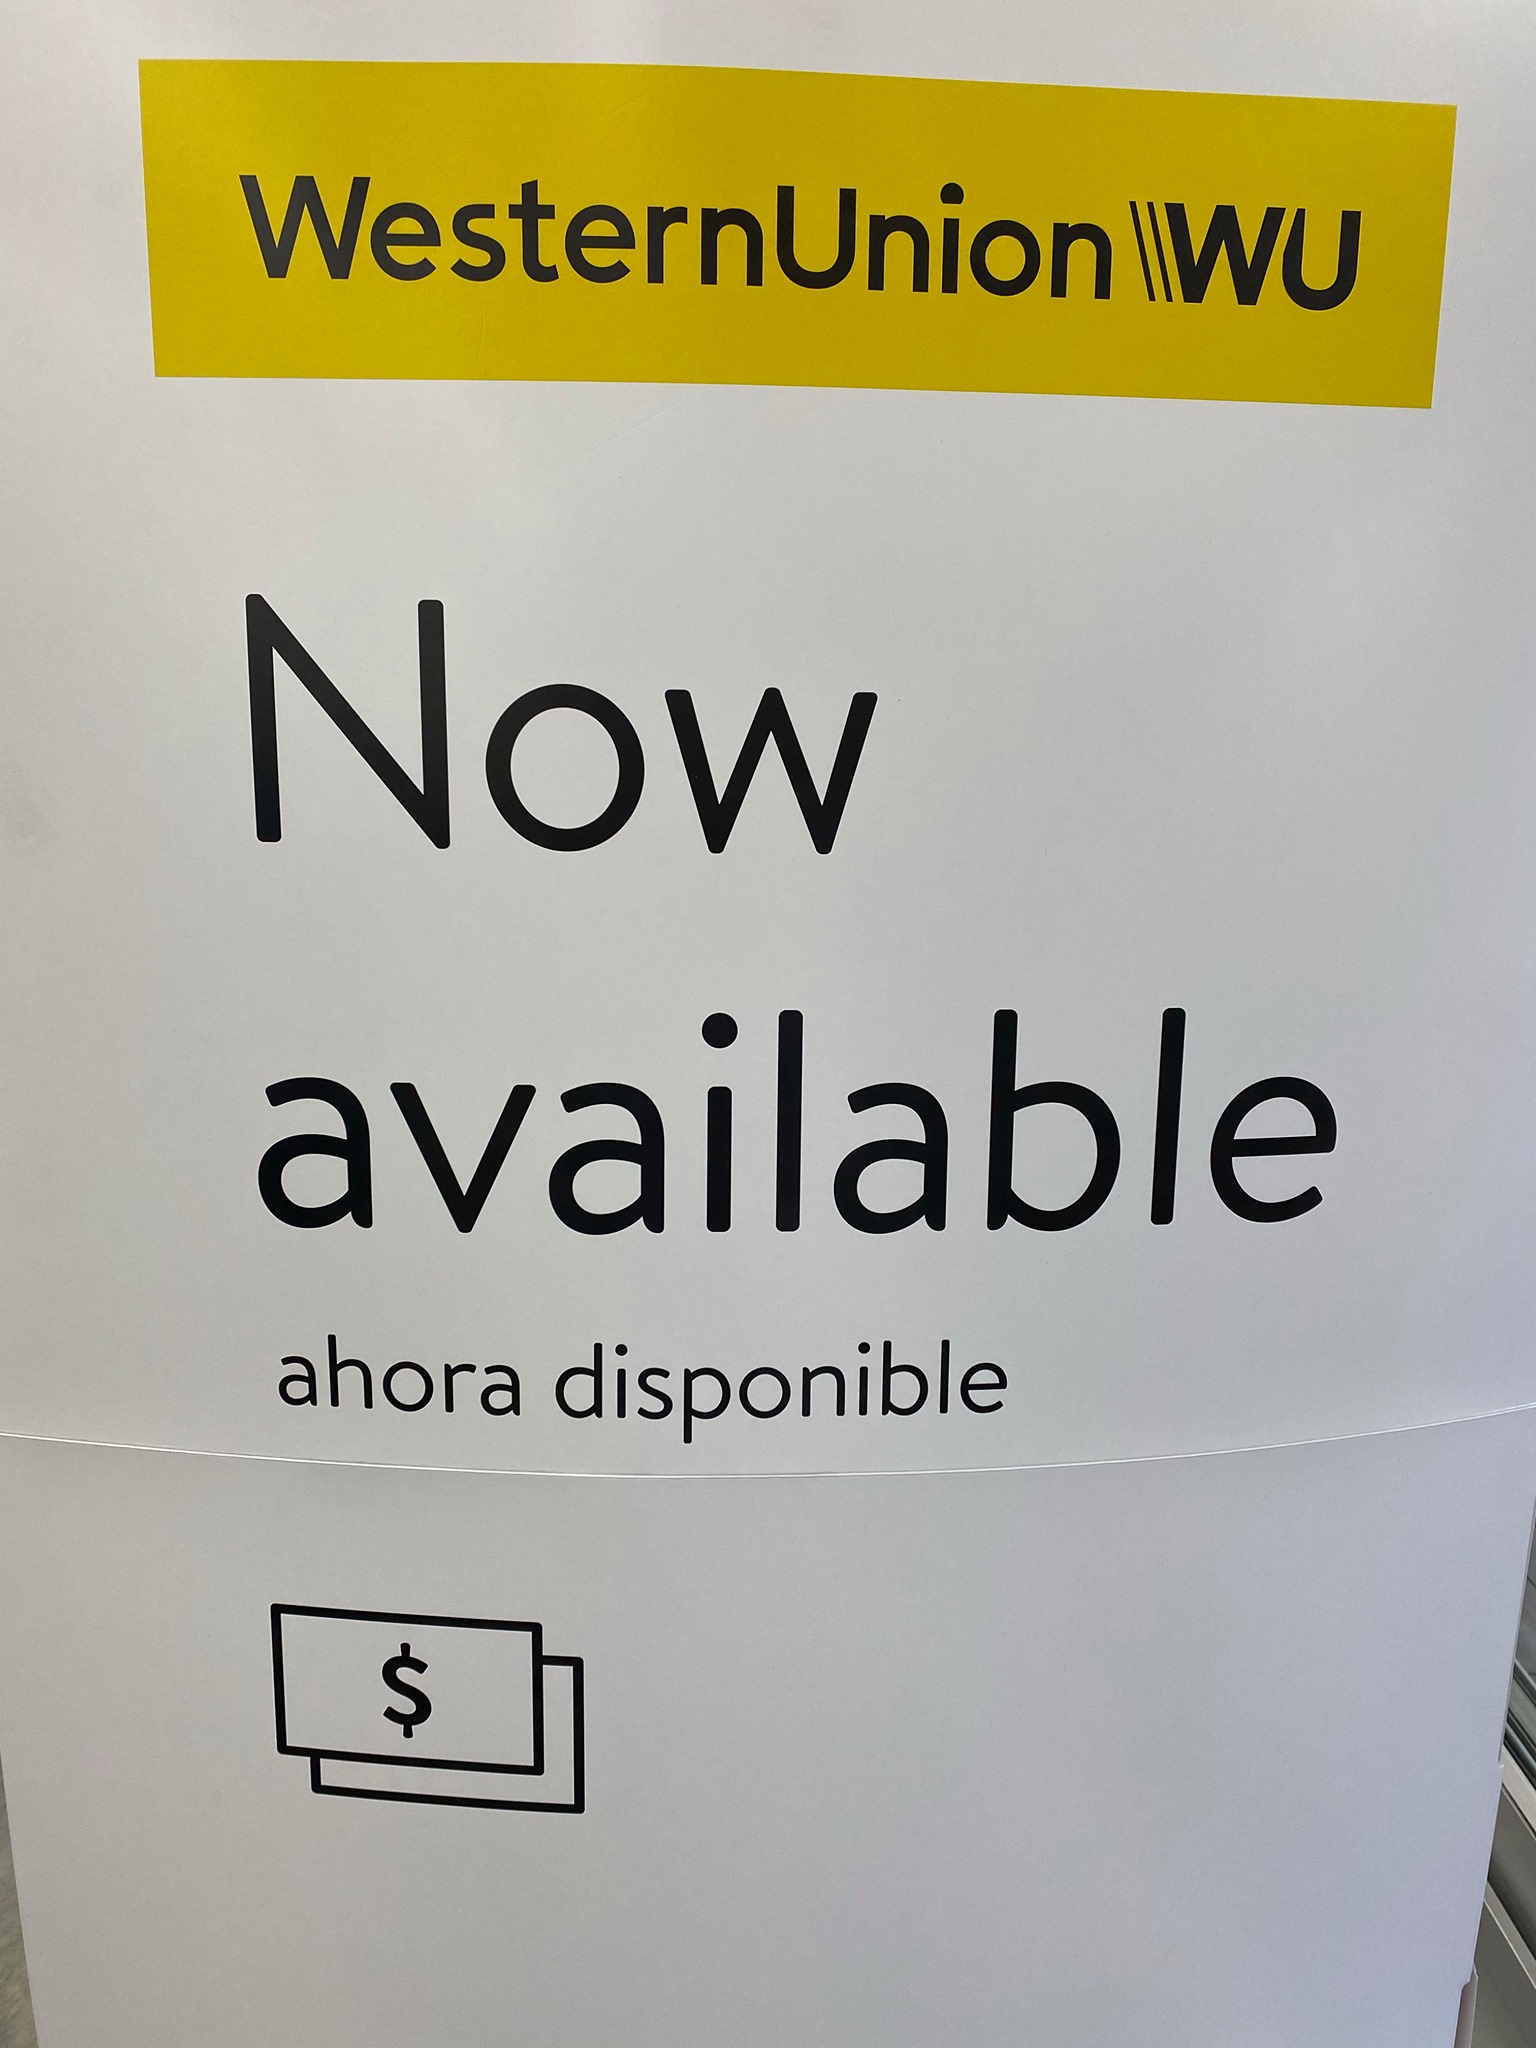 WesternUnion WU
Now
available
ahora disponible
$